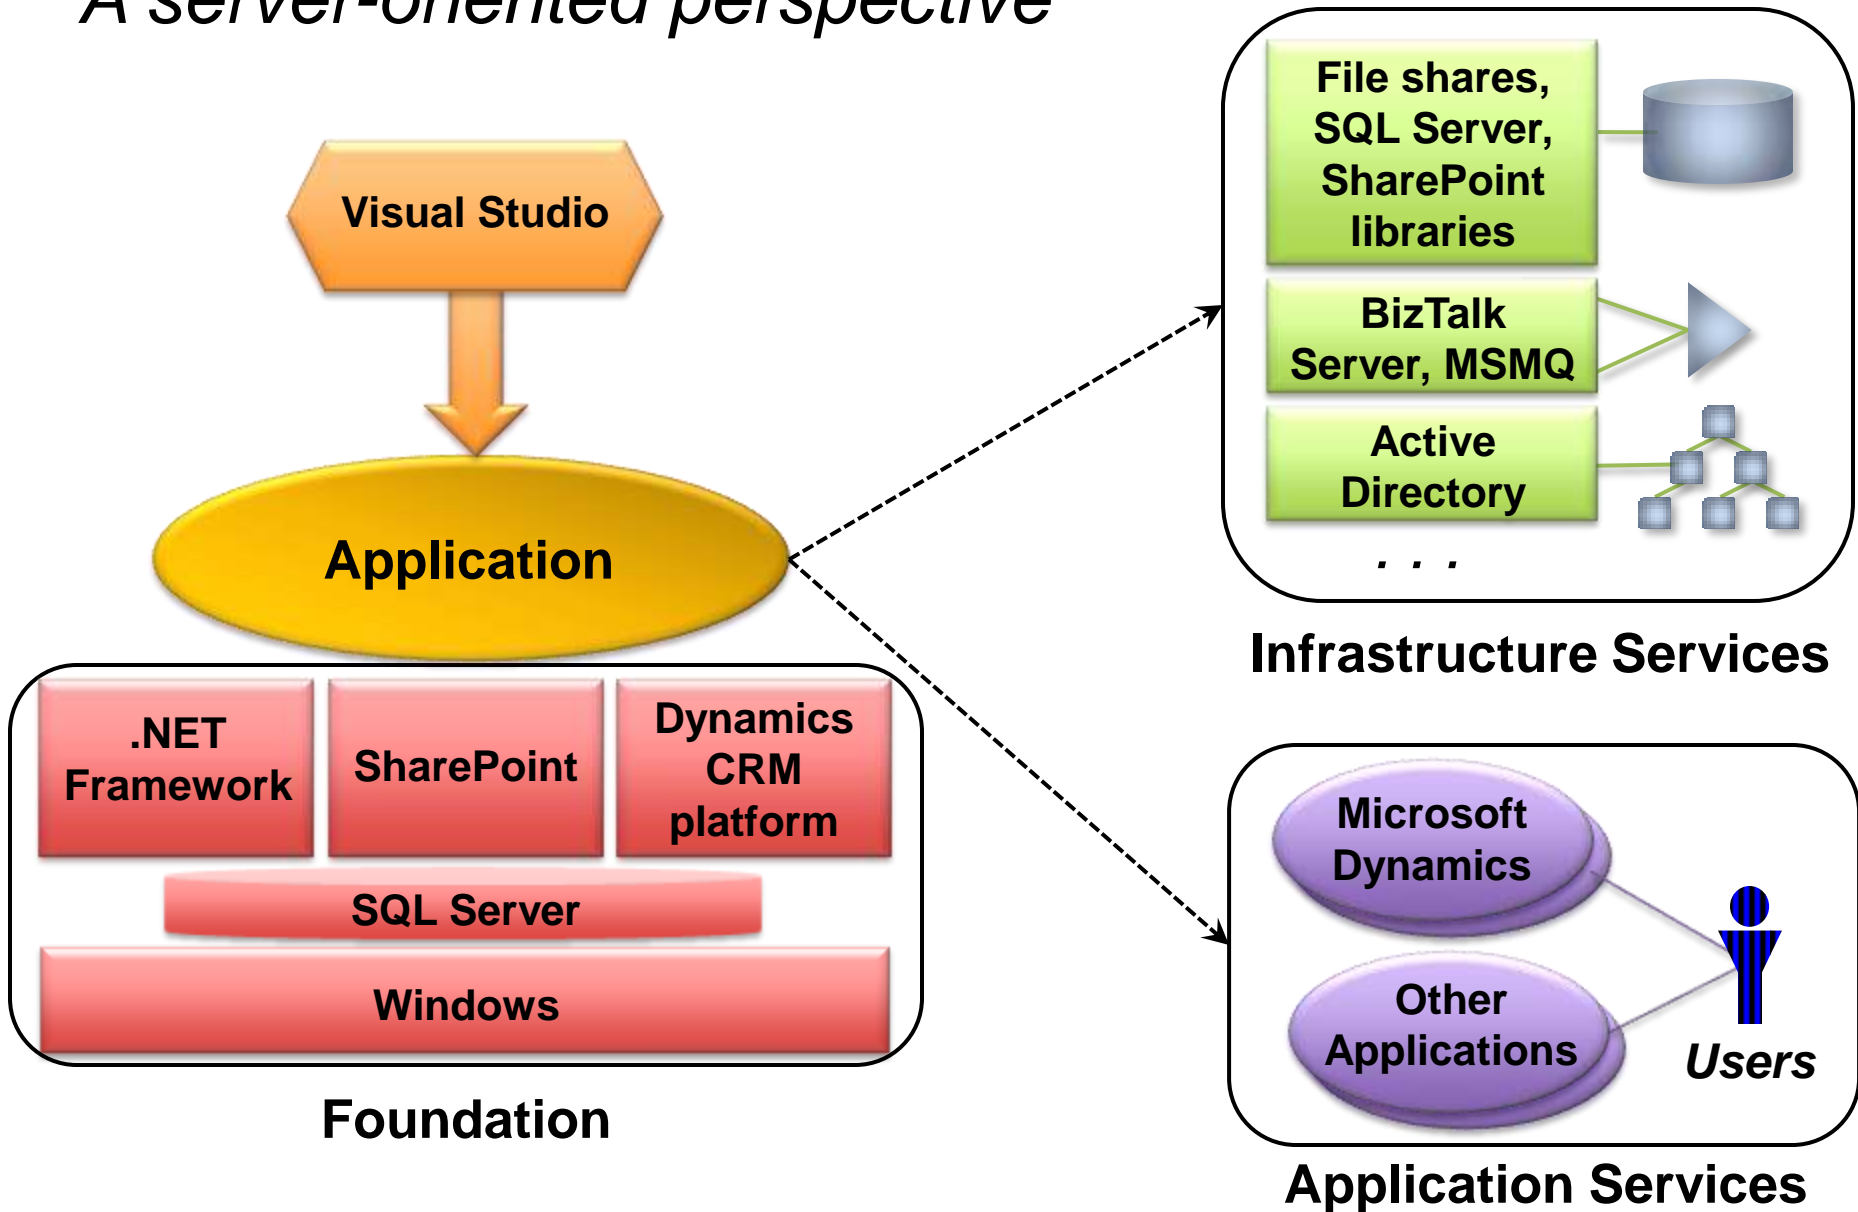 A server-oriented perspective
Visual Studio
Application
.NET
Framework
SharePoint
Dynamics
CRM
platform
SQL Server
Windows
Foundation
File shares,
SQL Server,
SharePoint
libraries
BizTalk
Server, MSMQ
Active
Directory
. . .
Infrastructure Services
Microsoft
Dynamics
Other
Applications
Users
Application Services